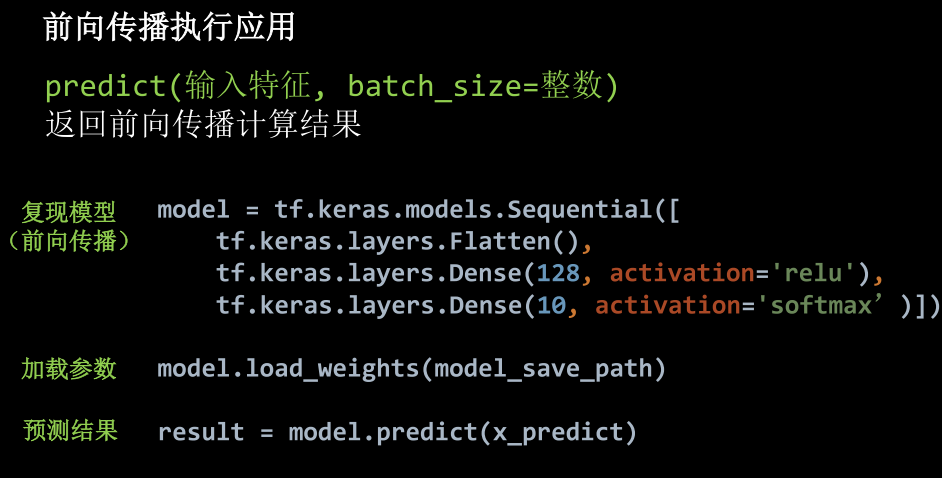 前向传播执行应用
predict(输入特征, batch_size=整数)
返回前向传播计算结果
复现模型
（前向传播）
model = tf.keras.models.Sequential([
    tf.keras.layers.Flatten(),
    tf.keras.layers.Dense(128, activation='relu'),
    tf.keras.layers.Dense(10, activation='softmax’ )])
加载参数 model.load_weights(model_save_path)
预测结果 result = model.predict(x_predict)